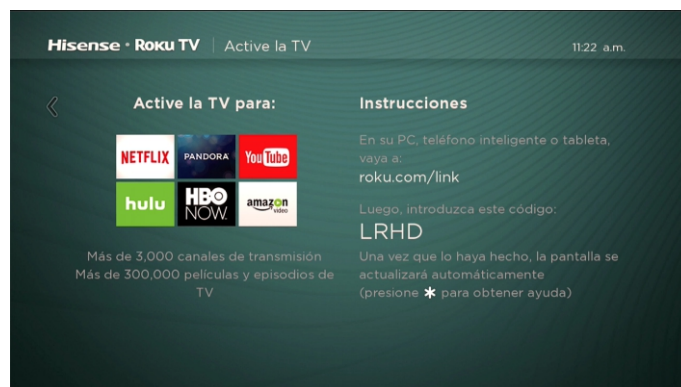 Hisense • Roku TV | Active la TV
11:22 a.m.
Active la TV para:
NETFLIX
PANDORA
You Tube
hulu
HBO
NOW
amazon
video
Más de 3,000 canales de transmisión
Más de 300,000 películas y episodios de
TV
Instrucciones
En su PC, teléfono inteligente o tableta,
vaya a:
roku.com/link
Luego, introduzca este código:
LRHD
Una vez que lo haya hecho, la pantalla se
actualizará automáticamente
(presione * para obtener ayuda)